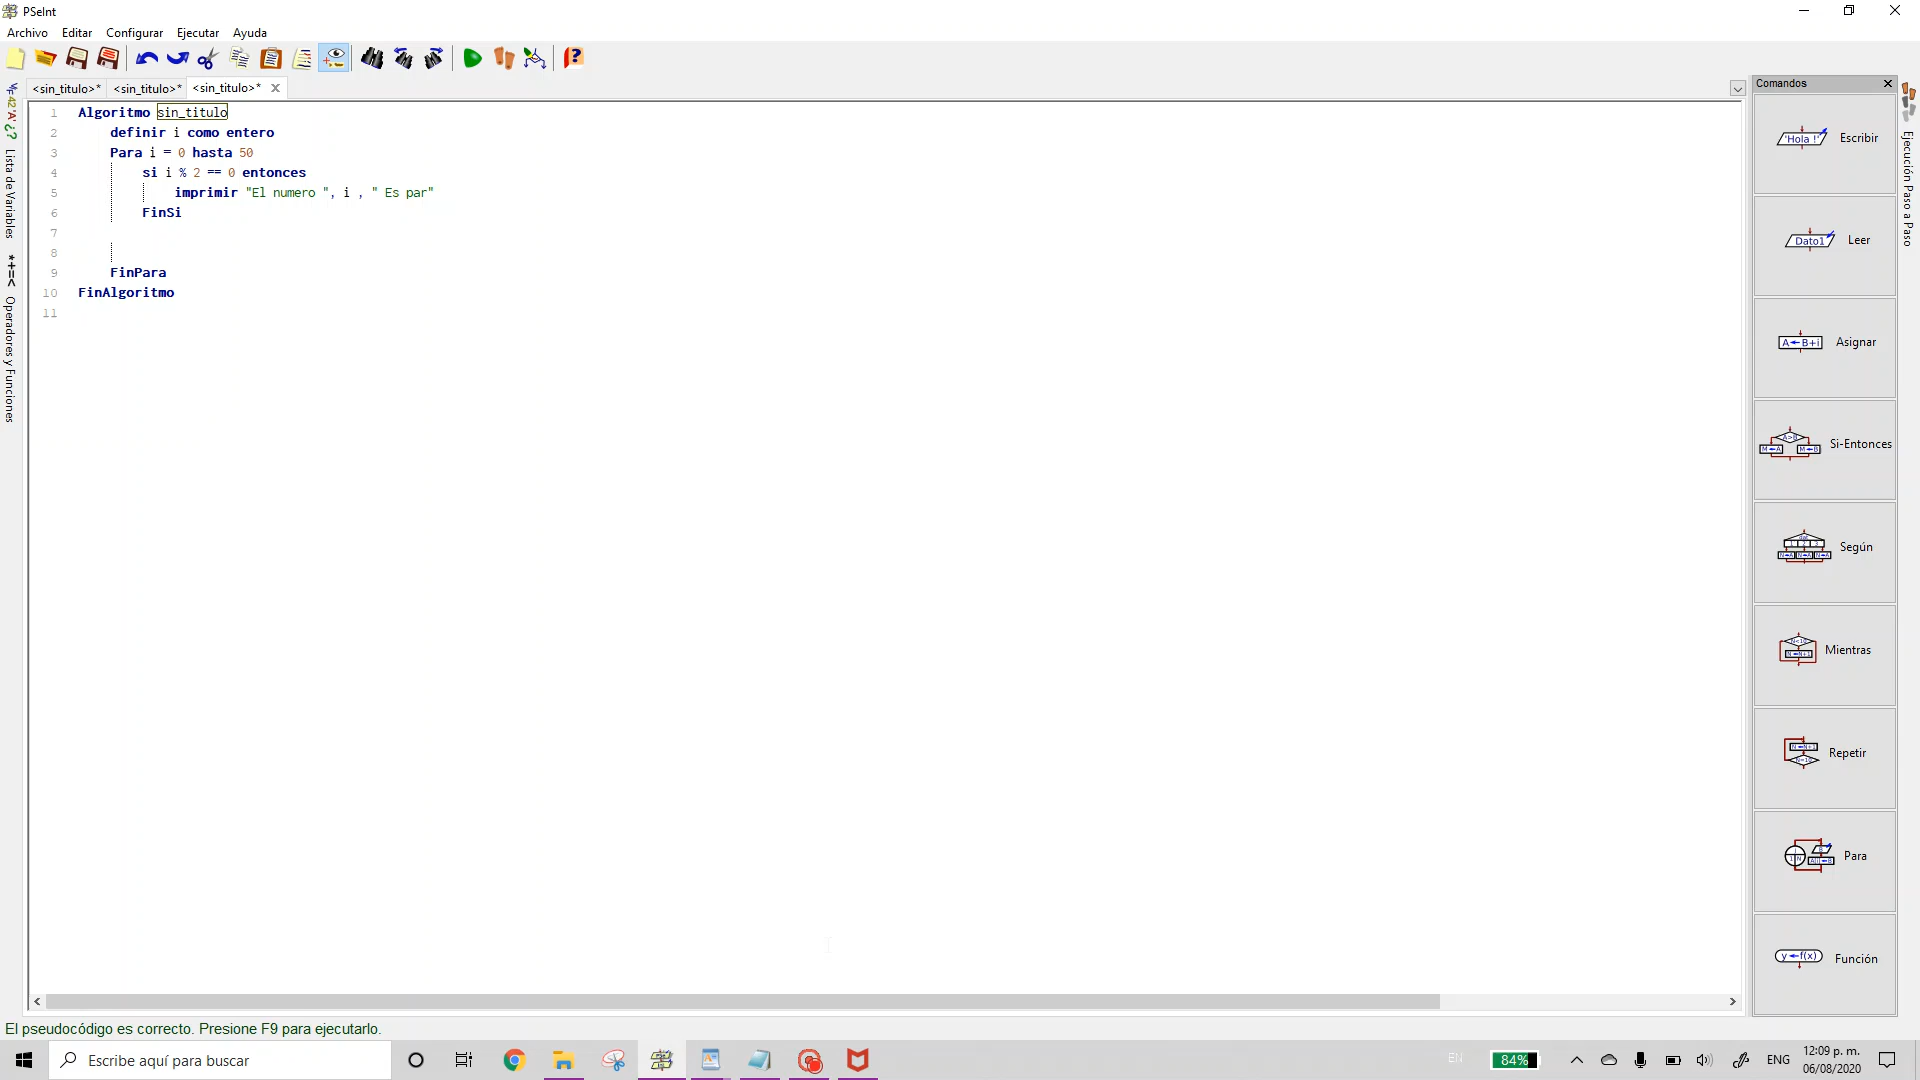 PSeInt
Archivo Editar Configurar Ejecutar Ayuda
<sin_titulo>* <sin_titulo>* <sin_titulo>*
Lista de Variables
Operadores y Funciones
1 Algoritmo sin_titulo
2 definir i como entero
3 Para i = 0 hasta 50
4 si i % 2 == 0 entonces
5 imprimir "El numero ", i , " Es par"
6 FinSi
7
8
9 FinPara
10 FinAlgoritmo
11
Comandos
'Hola !' Escribir
Dato1 Leer
A←B+i Asignar
Si-Entonces
Según
Mientras
Repetir
Para
y←f(x) Función
Ejecución Paso a Paso
El pseudocódigo es correcto. Presione F9 para ejecutarlo.
Escribe aquí para buscar
EN
84%
ENG
12:09 p. m.
06/08/2020